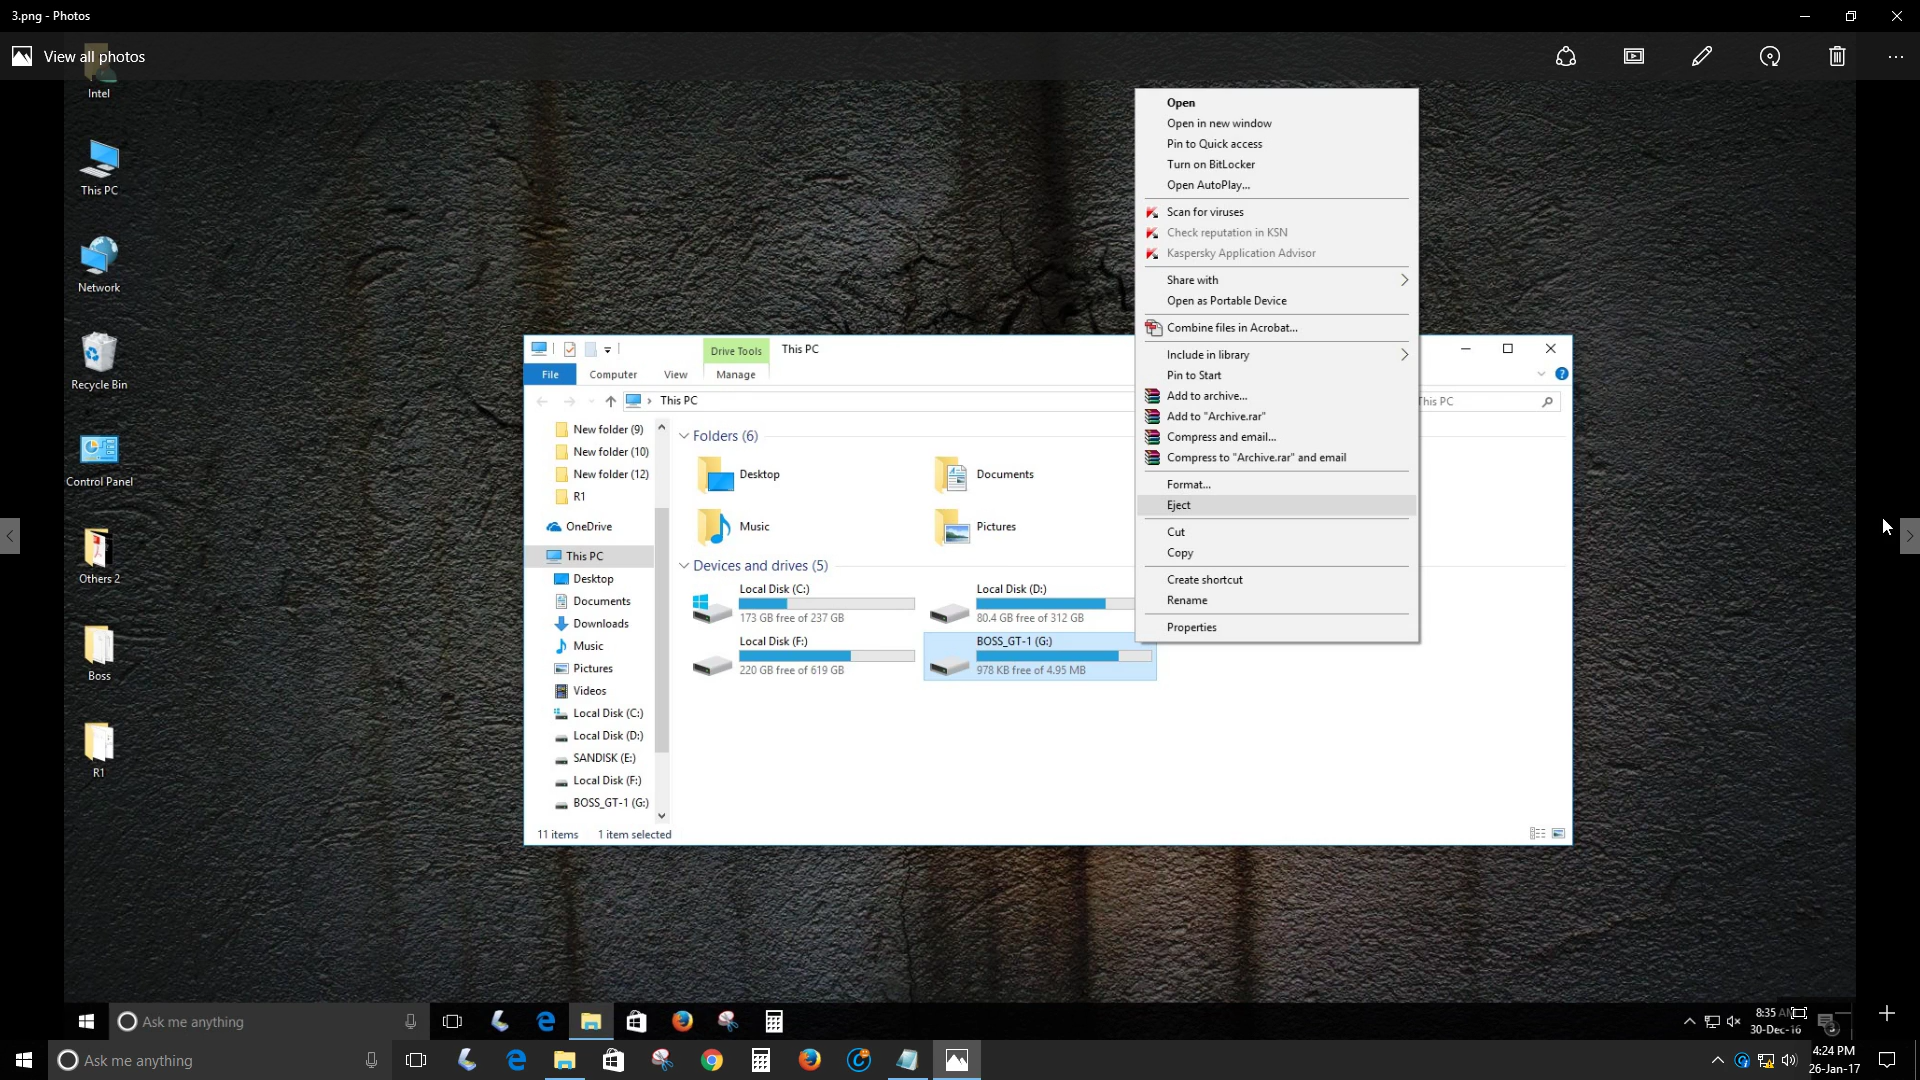 3.png - Photos
View all photos
Intel
This PC
Network
Recycle Bin
Control Panel
Others 2
Boss
R1
Drive Tools
This PC
File
Computer
View
Manage
This PC
This PC
New folder (9)
New folder (10)
New folder (12)
R1
OneDrive
This PC
Desktop
Documents
Downloads
Music
Pictures
Videos
Local Disk (C:)
Local Disk (D:)
SANDISK (E:)
Local Disk (F:)
BOSS_GT-1 (G:)
Folders (6)
Desktop
Documents
Music
Pictures
Devices and drives (5)
Local Disk (C:)
173 GB free of 237 GB
Local Disk (D:)
80.4 GB free of 312 GB
Local Disk (F:)
220 GB free of 619 GB
BOSS_GT-1 (G:)
978 KB free of 4.95 MB
11 items
1 item selected
Open
Open in new window
Pin to Quick access
Turn on BitLocker
Open AutoPlay...
Scan for viruses
Check reputation in KSN
Kaspersky Application Advisor
Share with
Open as Portable Device
Combine files in Acrobat...
Include in library
Pin to Start
Add to archive...
Add to "Archive.rar"
Compress and email...
Compress to "Archive.rar" and email
Format...
Eject
Cut
Copy
Create shortcut
Rename
Properties
Ask me anything
8:35
30-Dec-16
3
Ask me anything
4:24 PM
26-Jan-17